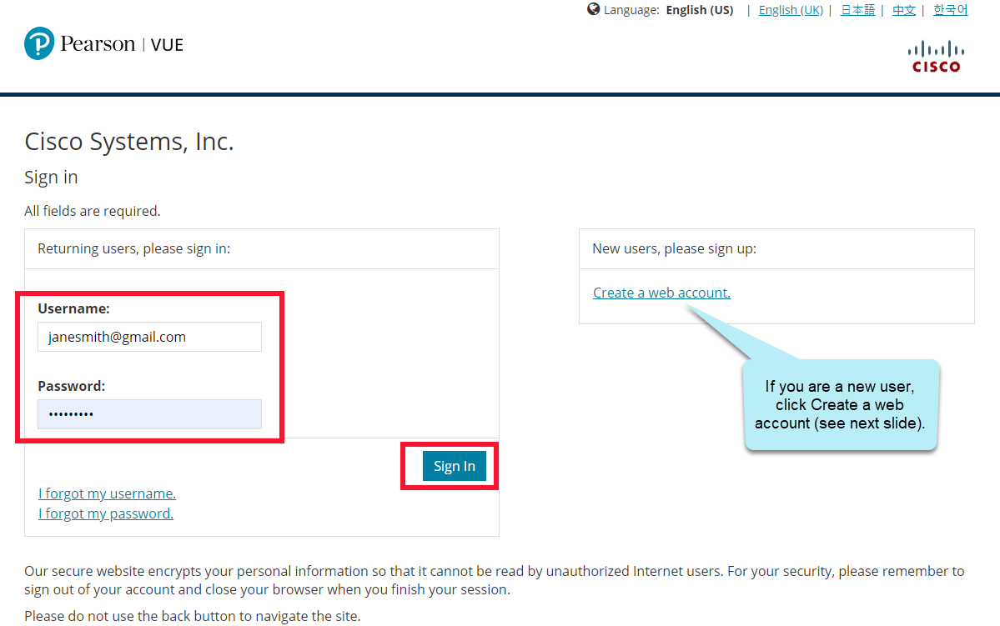 Language: English (US) | English (UK) | 日本語 | 中文 | 한국어
Pearson | VUE
CISCO
Cisco Systems, Inc.
Sign in
All fields are required.
Returning users, please sign in:
New users, please sign up:
Create a web account.
Username:
janesmith@gmail.com
Password:
•••••••••
If you are a new user,
click Create a web
account (see next slide).
Sign In
I forgot my username.
I forgot my password.
Our secure website encrypts your personal information so that it cannot be read by unauthorized Internet users. For your security, please remember to
sign out of your account and close your browser when you finish your session.
Please do not use the back button to navigate the site.